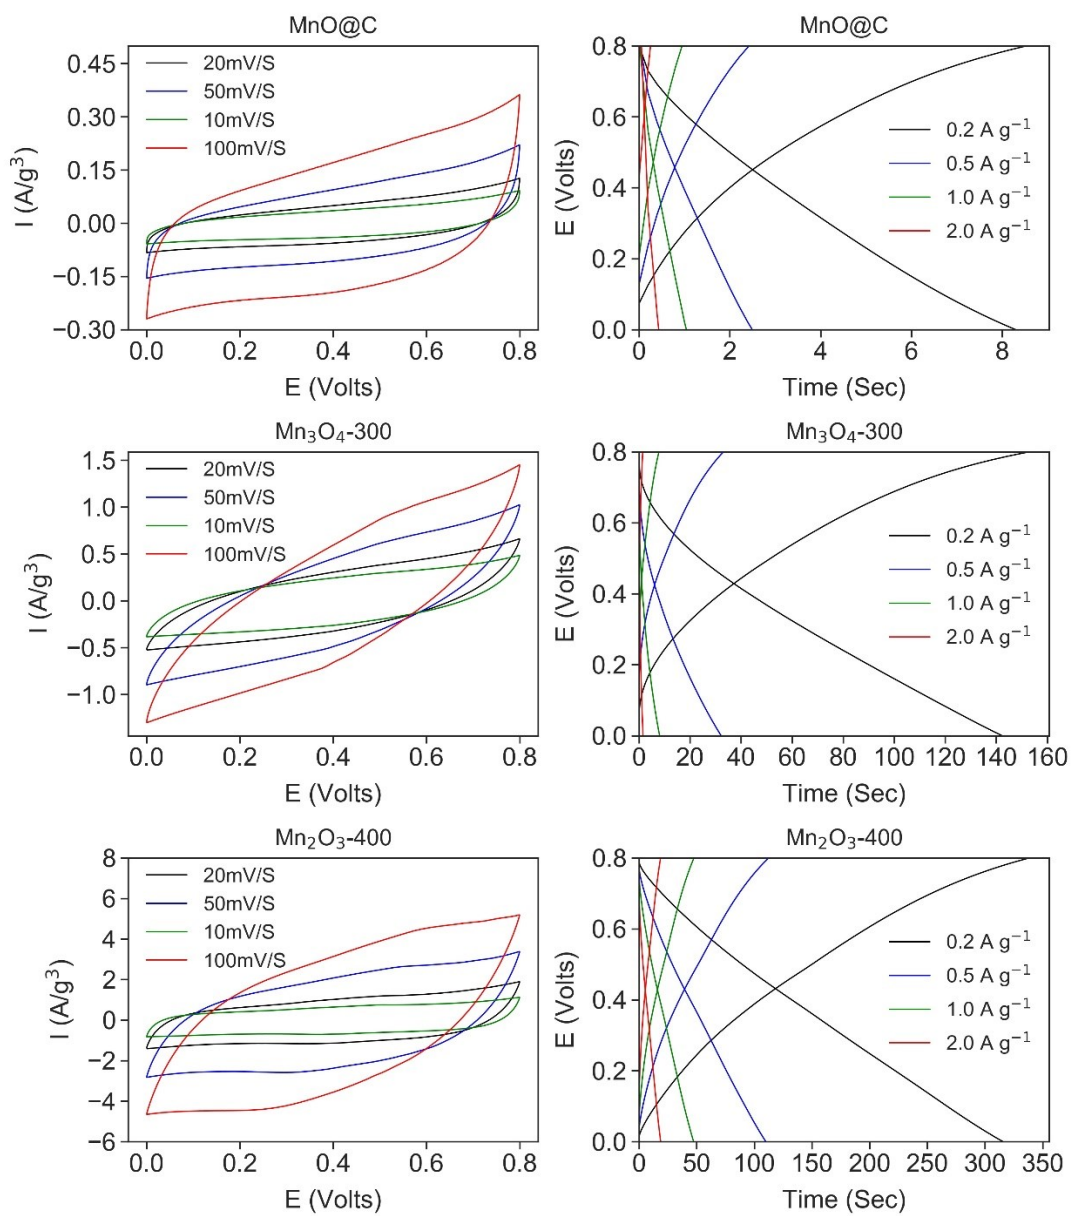 MnO@C
20mV/S
50mV/S
10mV/S
100mV/S
0.45
0.30
0.15
0.00
−0.15
−0.30
I (A/g³)
0.0 0.2 0.4 0.6 0.8
E (Volts)
MnO@C
0.8
0.6
0.4
0.2
0.0
E (Volts)
0.2 A g⁻¹
0.5 A g⁻¹
1.0 A g⁻¹
2.0 A g⁻¹
0 2 4 6 8
Time (Sec)
Mn₃O₄-300
20mV/S
50mV/S
10mV/S
100mV/S
1.5
1.0
0.5
0.0
−0.5
−1.0
I (A/g³)
0.0 0.2 0.4 0.6 0.8
E (Volts)
Mn₃O₄-300
0.8
0.6
0.4
0.2
0.0
E (Volts)
0.2 A g⁻¹
0.5 A g⁻¹
1.0 A g⁻¹
2.0 A g⁻¹
0 20 40 60 80 100 120 140 160
Time (Sec)
Mn₂O₃-400
20mV/S
50mV/S
10mV/S
100mV/S
8
6
4
2
0
−2
−4
−6
I (A/g³)
0.0 0.2 0.4 0.6 0.8
E (Volts)
Mn₂O₃-400
0.8
0.6
0.4
0.2
0.0
E (Volts)
0.2 A g⁻¹
0.5 A g⁻¹
1.0 A g⁻¹
2.0 A g⁻¹
0 50 100 150 200 250 300 350
Time (Sec)